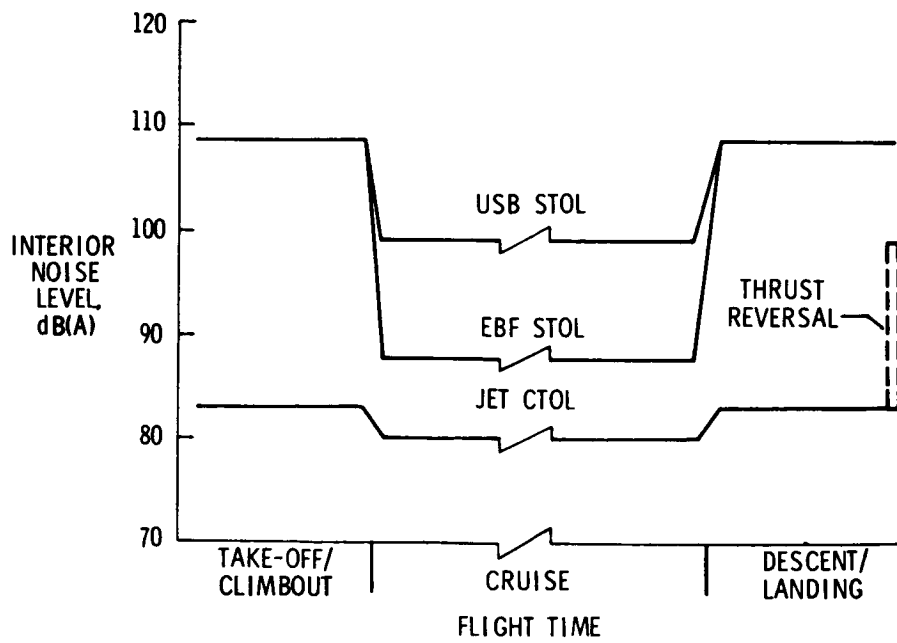 120
110
100
90
80
70
INTERIOR
NOISE
LEVEL,
dB(A)
USB STOL
EBF STOL
JET CTOL
THRUST
REVERSAL
TAKE-OFF/
CLIMBOUT
CRUISE
DESCENT/
LANDING
FLIGHT TIME